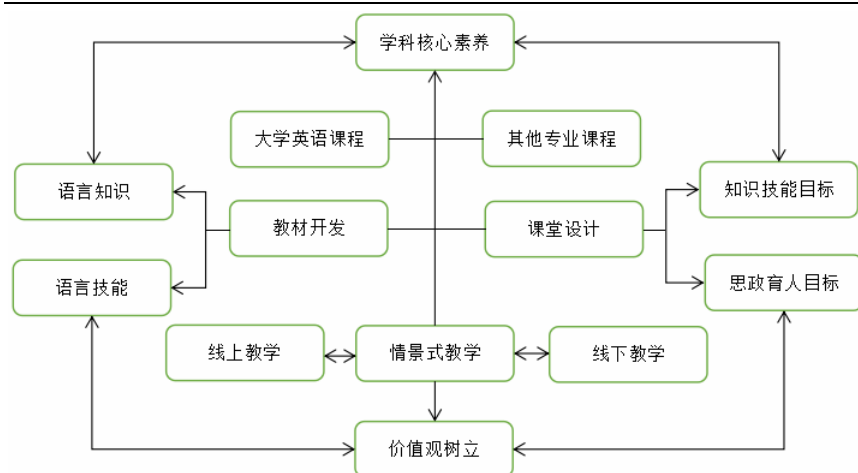 学科核心素养
大学英语课程
其他专业课程
语言知识
知识技能目标
教材开发
课堂设计
语言技能
思政育人目标
线上教学
情景式教学
线下教学
价值观树立